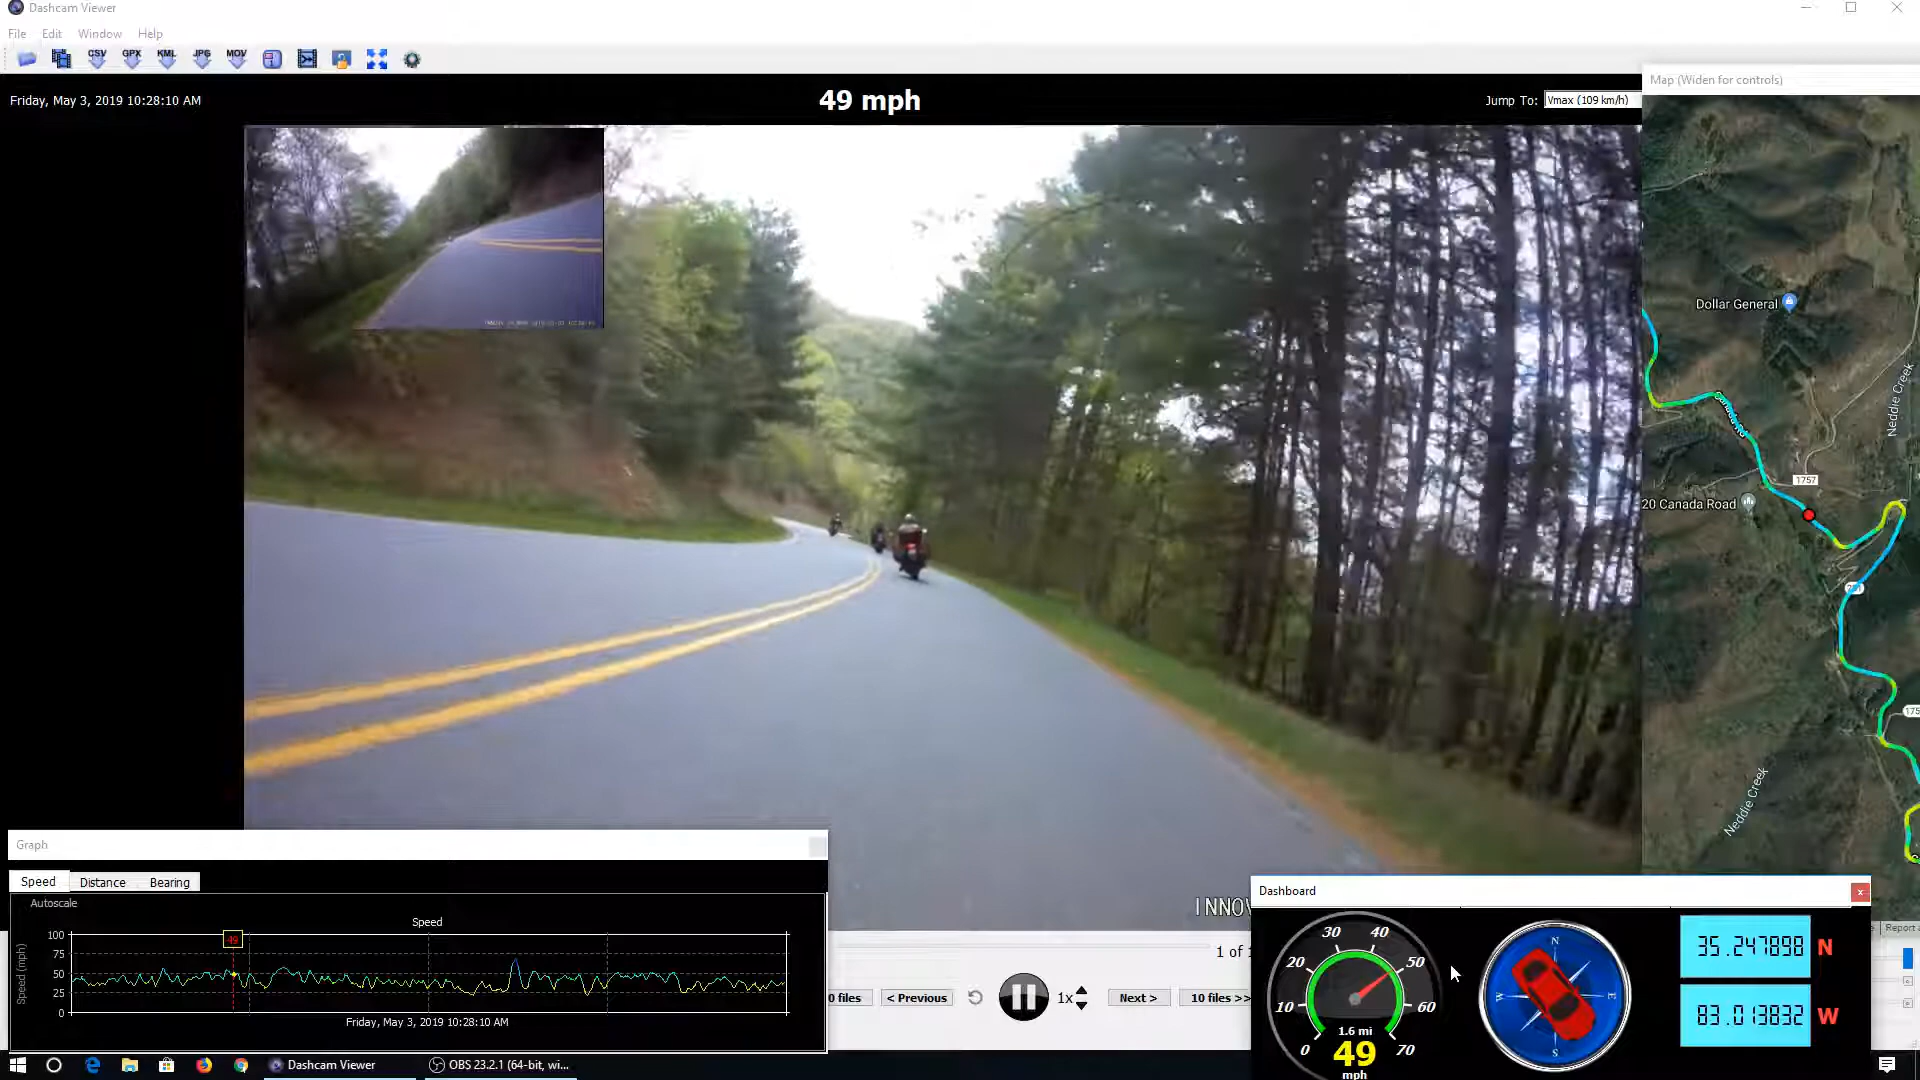 Dashcam Viewer
File Edit Window Help
CSV GPX KML JPG MOV
Friday, May 3, 2019 10:28:10 AM
49 mph
Jump To: Vmax (109 km/h)
Map (Widen for controls)
Dollar General
Neddie Creek
Canada Rd
1757
20 Canada Road
281
175
Neddie Creek
Graph
Speed Distance Bearing
Autoscale
Speed
Speed (mph)
100
75
50
25
0
49
Friday, May 3, 2019 10:28:10 AM
INNOV
1 of 1
0 files
< Previous
1x
Next >
10 files >>
Report a
Dashboard
0 10 20 30 40 50 60 70
1.6 mi
49
mph
N
E
S
W
35.247898 N
83.013832 W
Dashcam Viewer
OBS 23.2.1 (64-bit, wi...